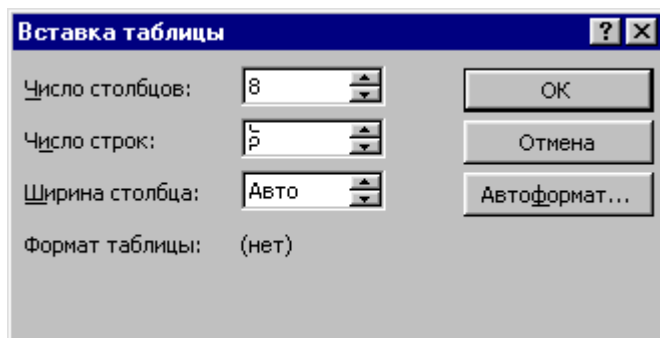 Вставка таблицы
Число столбцов: 8
OK
Число строк:
Отмена
Ширина столбца: Авто
Автоформат...
Формат таблицы: (нет)